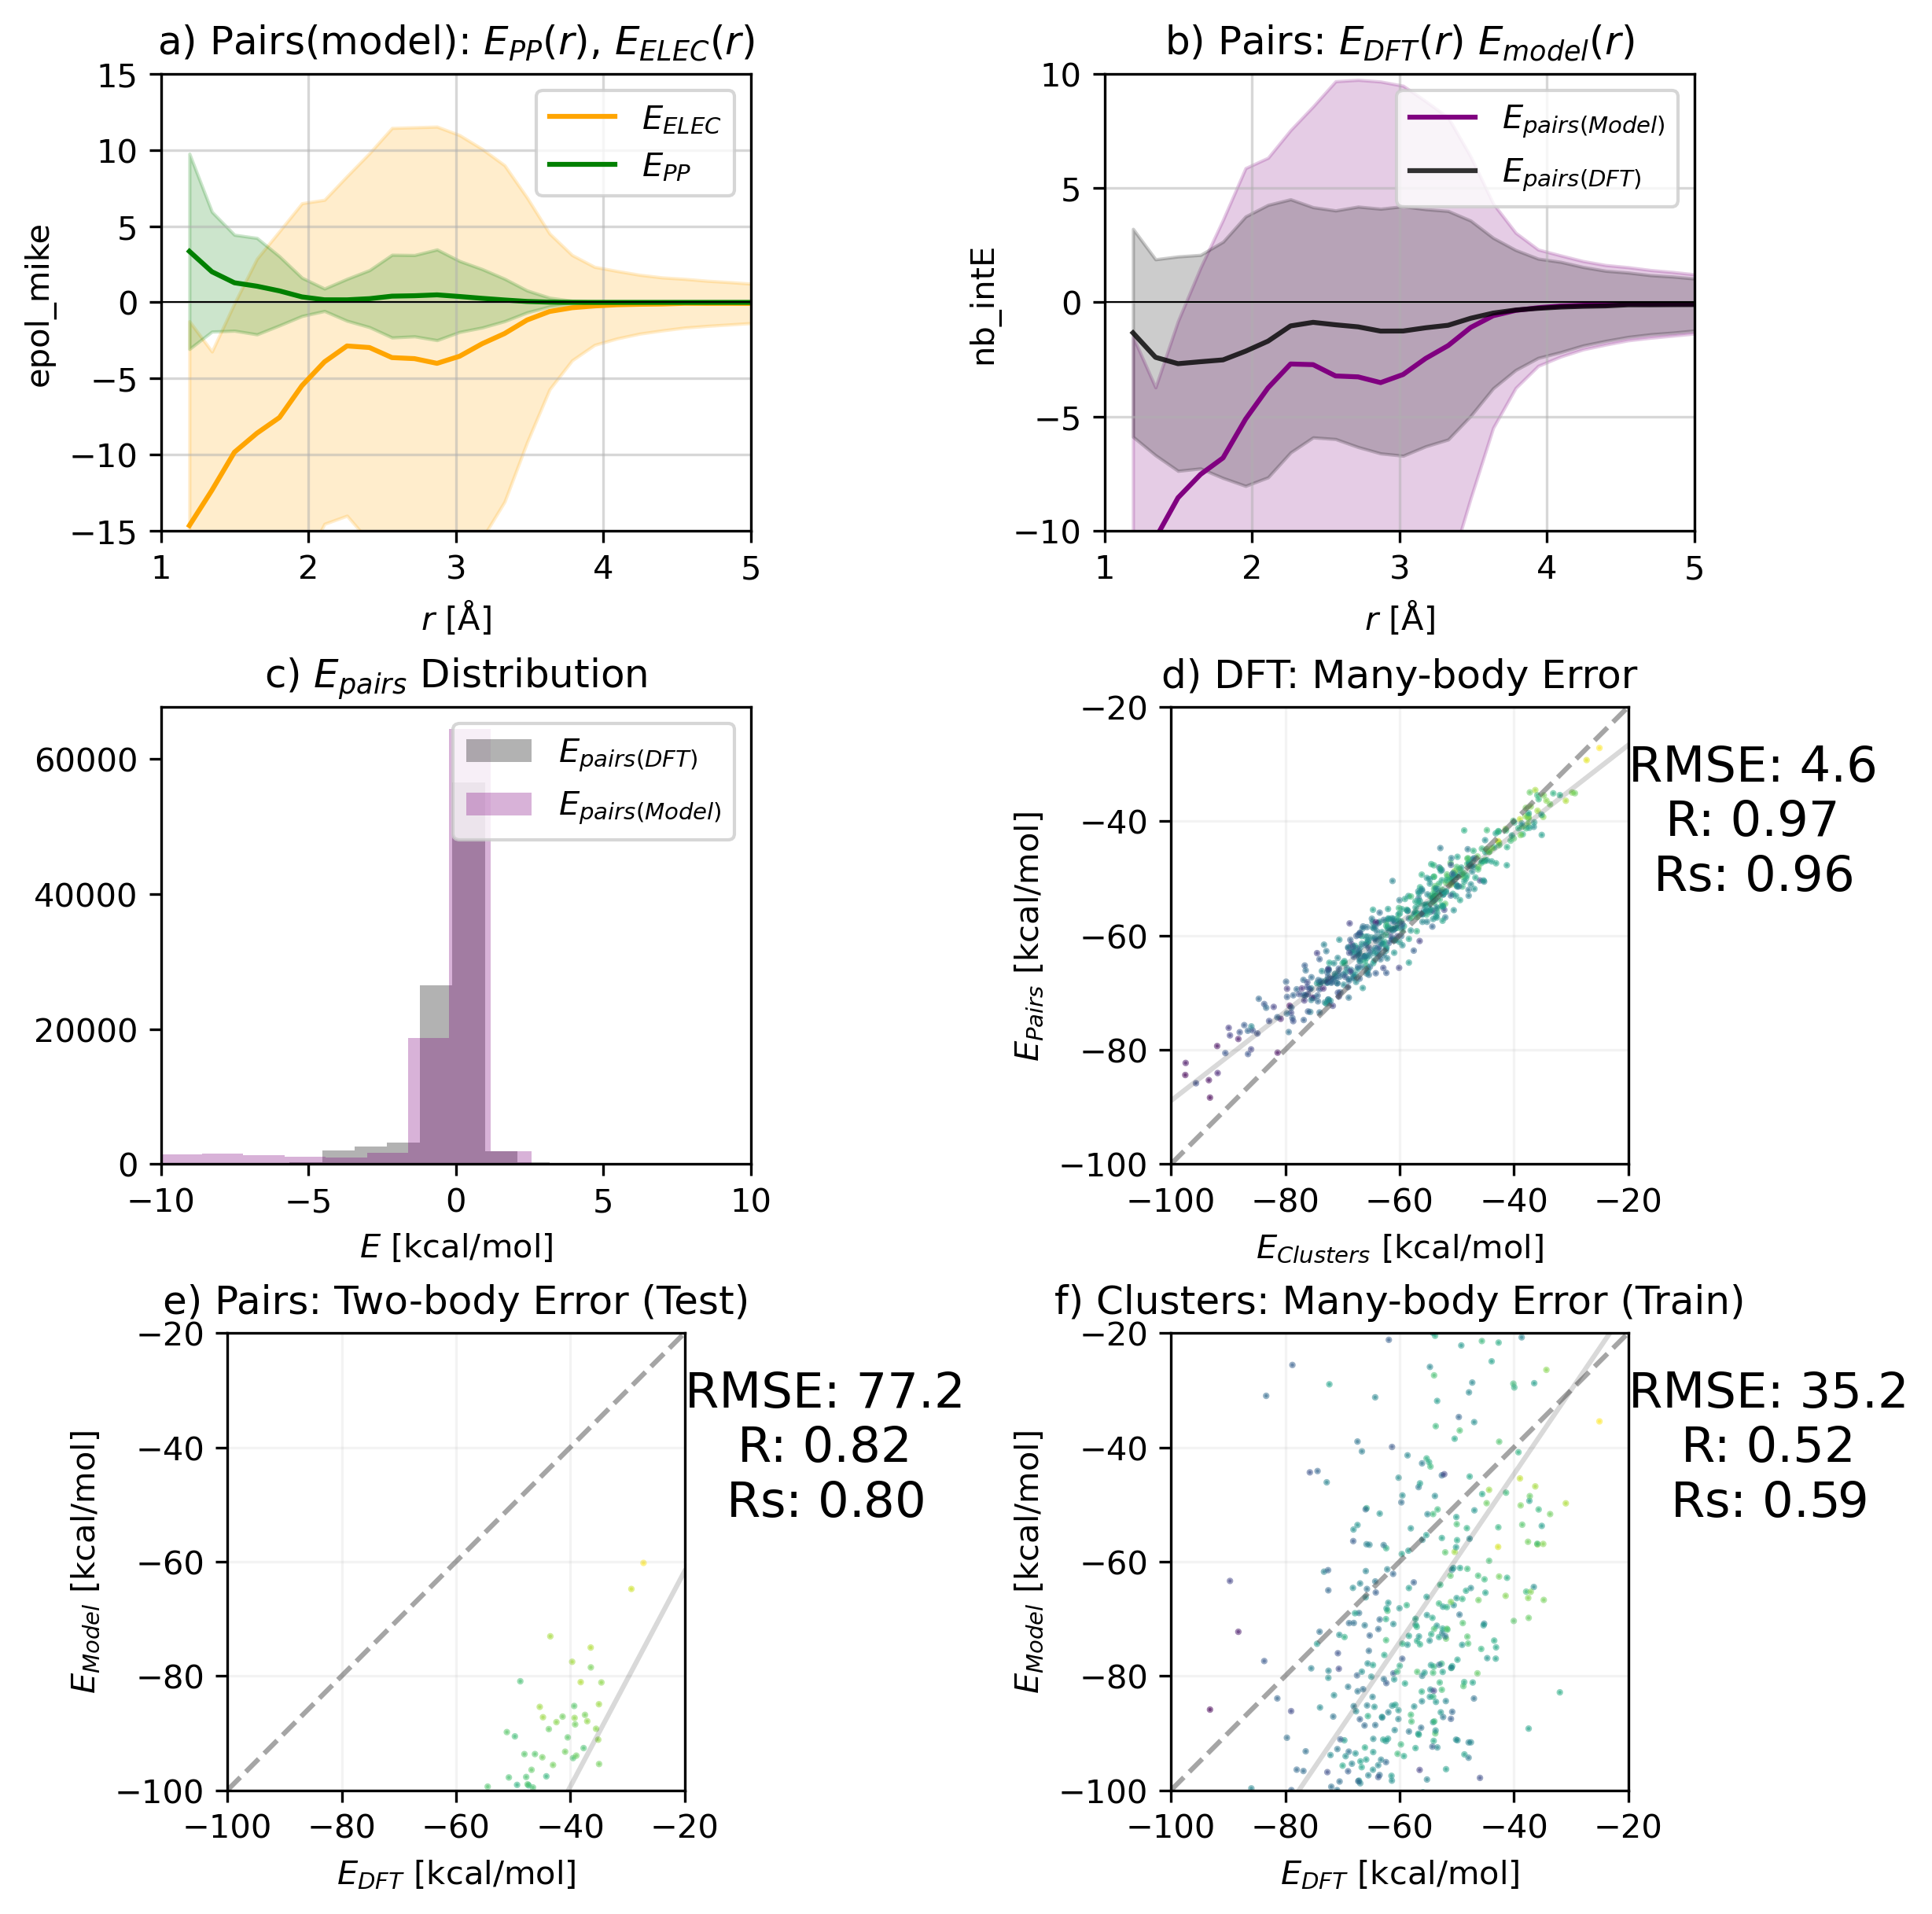 a) Pairs(model): E_PP(r), E_ELEC(r)
15
10
5
0
−5
−10
−15
epol_mike
E_ELEC
E_PP
1 2 3 4 5
r [Å]
b) Pairs: E_DFT(r) E_model(r)
10
5
0
−5
−10
nb_intE
E_pairs(Model)
E_pairs(DFT)
1 2 3 4 5
r [Å]
c) E_pairs Distribution
60000
40000
20000
0
E_pairs(DFT)
E_pairs(Model)
−10 −5 0 5 10
E [kcal/mol]
d) DFT: Many-body Error
−20
−40
−60
−80
−100
E_Pairs [kcal/mol]
RMSE: 4.6
R: 0.97
Rs: 0.96
−100 −80 −60 −40 −20
E_Clusters [kcal/mol]
e) Pairs: Two-body Error (Test)
−20
−40
−60
−80
−100
E_Model [kcal/mol]
RMSE: 77.2
R: 0.82
Rs: 0.80
−100 −80 −60 −40 −20
E_DFT [kcal/mol]
f) Clusters: Many-body Error (Train)
−20
−40
−60
−80
−100
E_Model [kcal/mol]
RMSE: 35.2
R: 0.52
Rs: 0.59
−100 −80 −60 −40 −20
E_DFT [kcal/mol]